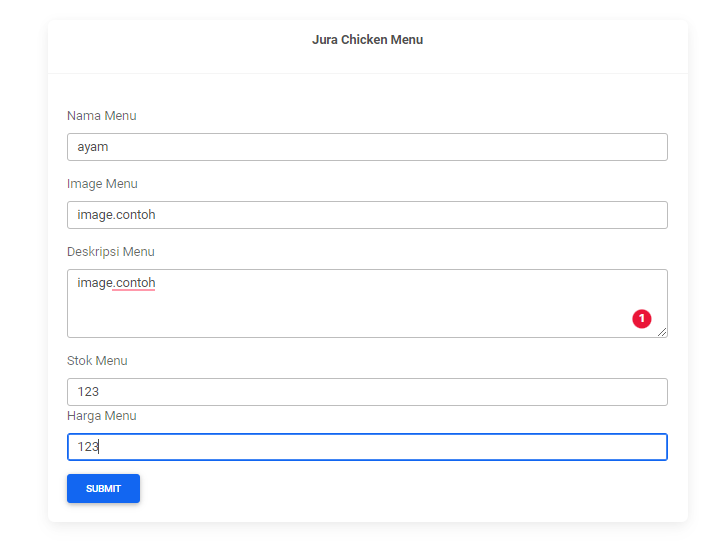 Jura Chicken Menu
Nama Menu
ayam
Image Menu
image.contoh
Deskripsi Menu
image.contoh
1
Stok Menu
123
Harga Menu
123
SUBMIT